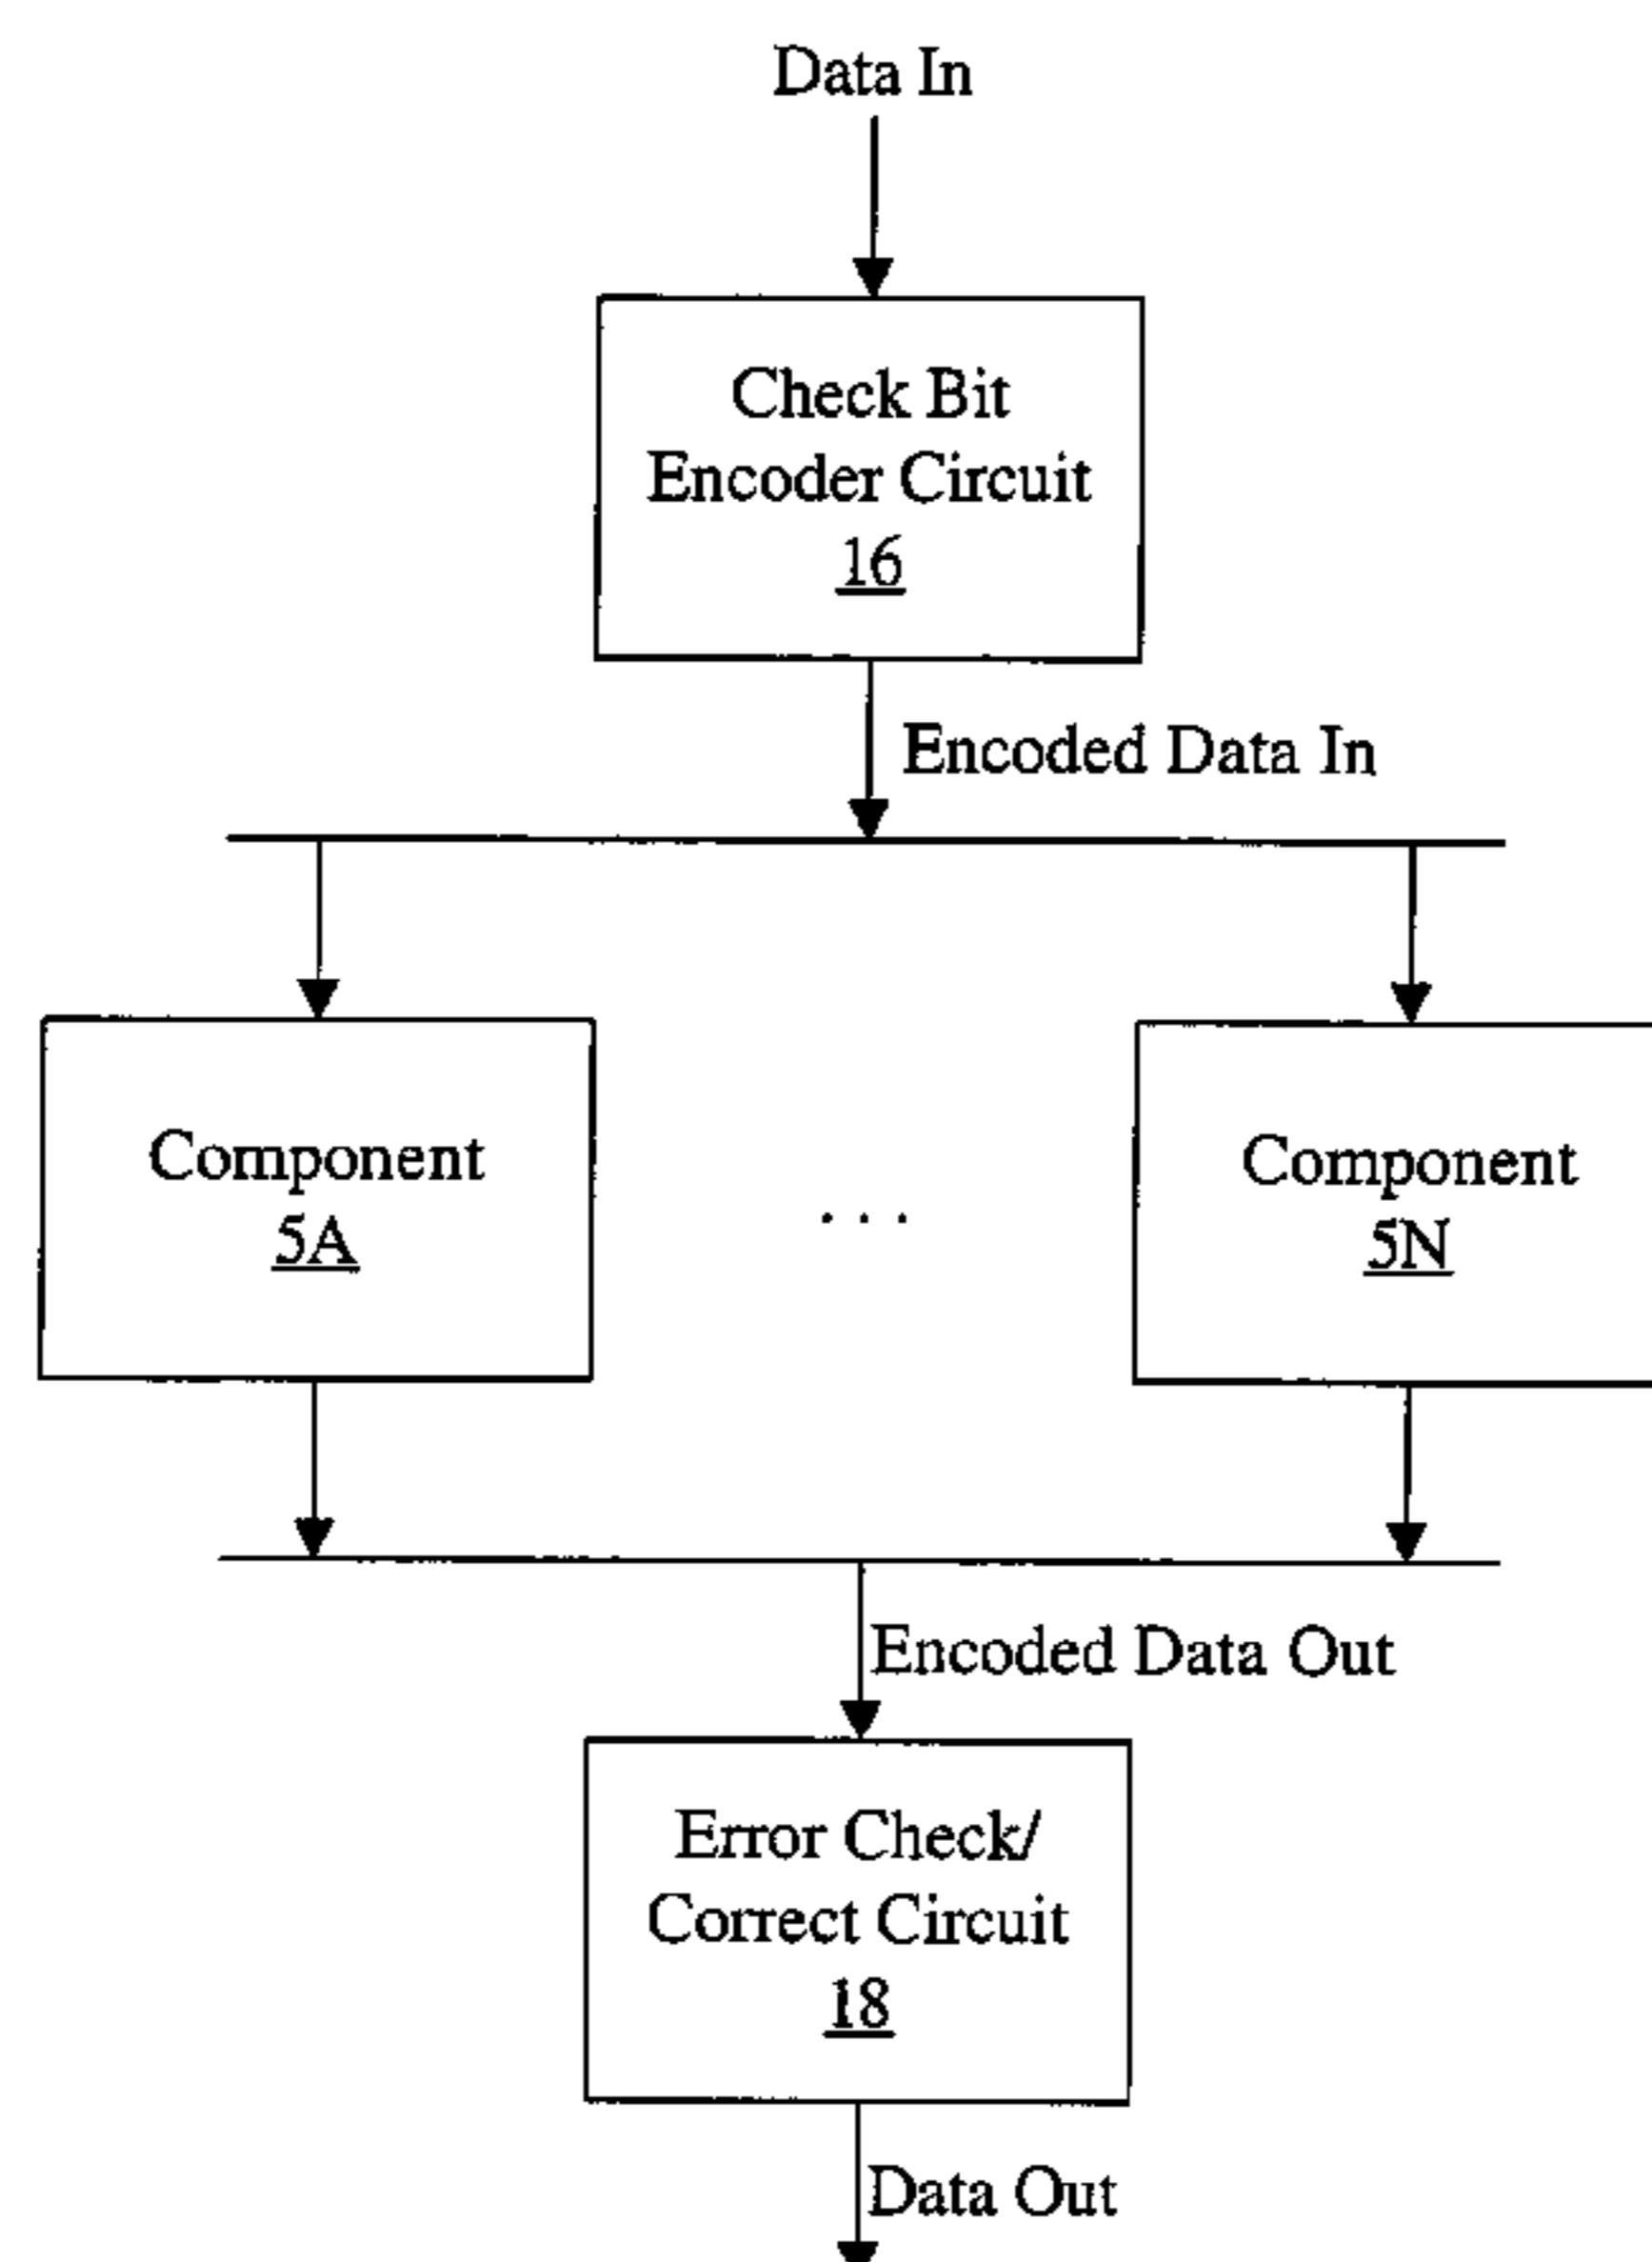 Data In
Check Bit
Encoder Circuit
16
Encoded Data In
Component
5A
. . .
Component
5N
Encoded Data Out
Error Check/
Correct Circuit
18
Data Out